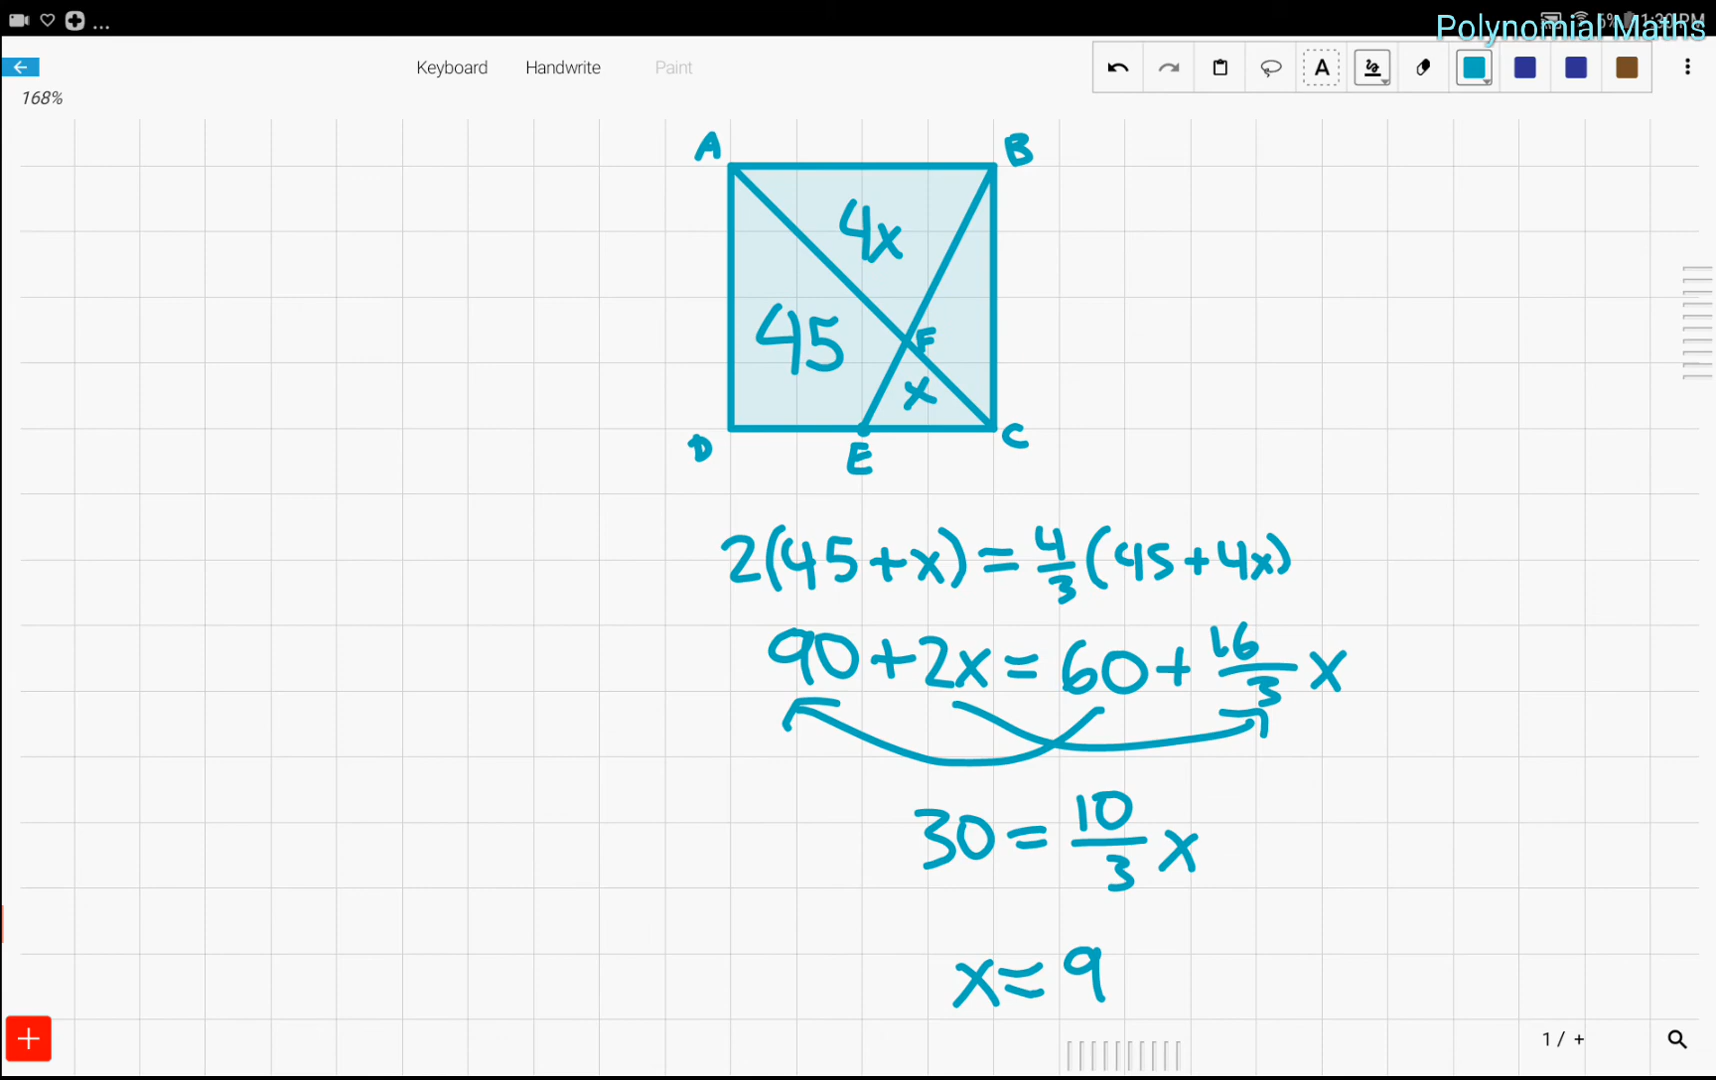 ...
Polynomial Maths
Keyboard Handwrite Paint
A
168%
A B
4x
45
F
x
D E C
2(45+x)=4/3(45+4x)
90+2x=60+16/3x
30=10/3x
x=9
1 / +